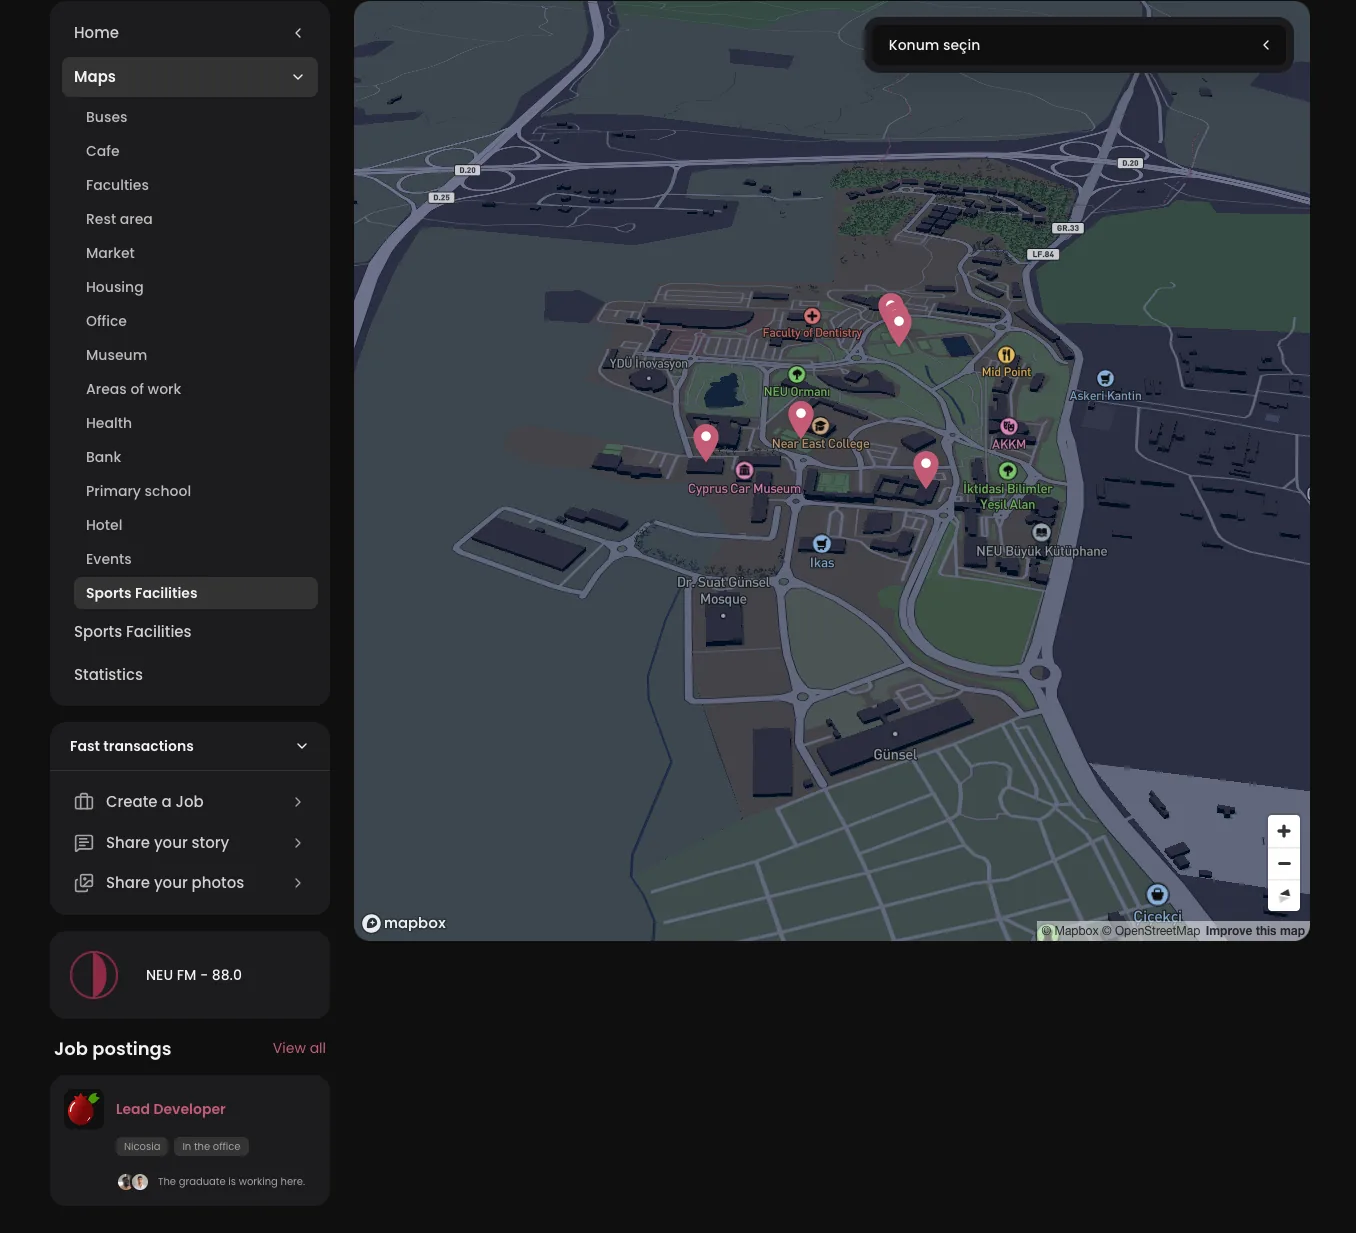 Home
Maps
Buses
Cafe
Faculties
Rest area
Market
Housing
Office
Museum
Areas of work
Health
Bank
Primary school
Hotel
Events
Sports Facilities
Sports Facilities
Statistics
Fast transactions
Create a Job
Share your story
Share your photos
NEU FM - 88.0
Job postings
View all
Lead Developer
Nicosia
In the office
The graduate is working here.
Konum seçin
D.20
D.25
D.20
GR.33
LF.84
Faculty of Dentistry
YDÜ İnovasyon
Mid Point
NEU Ormanı
Askeri Kantin
Near East College
AKKM
Cyprus Car Museum
İktidasi Bilimler
Yeşil Alan
NEU Büyük Kütüphane
Ikas
Dr. Suat Günsel
Mosque
Günsel
Çiçekçi
mapbox
© Mapbox © OpenStreetMap Improve this map